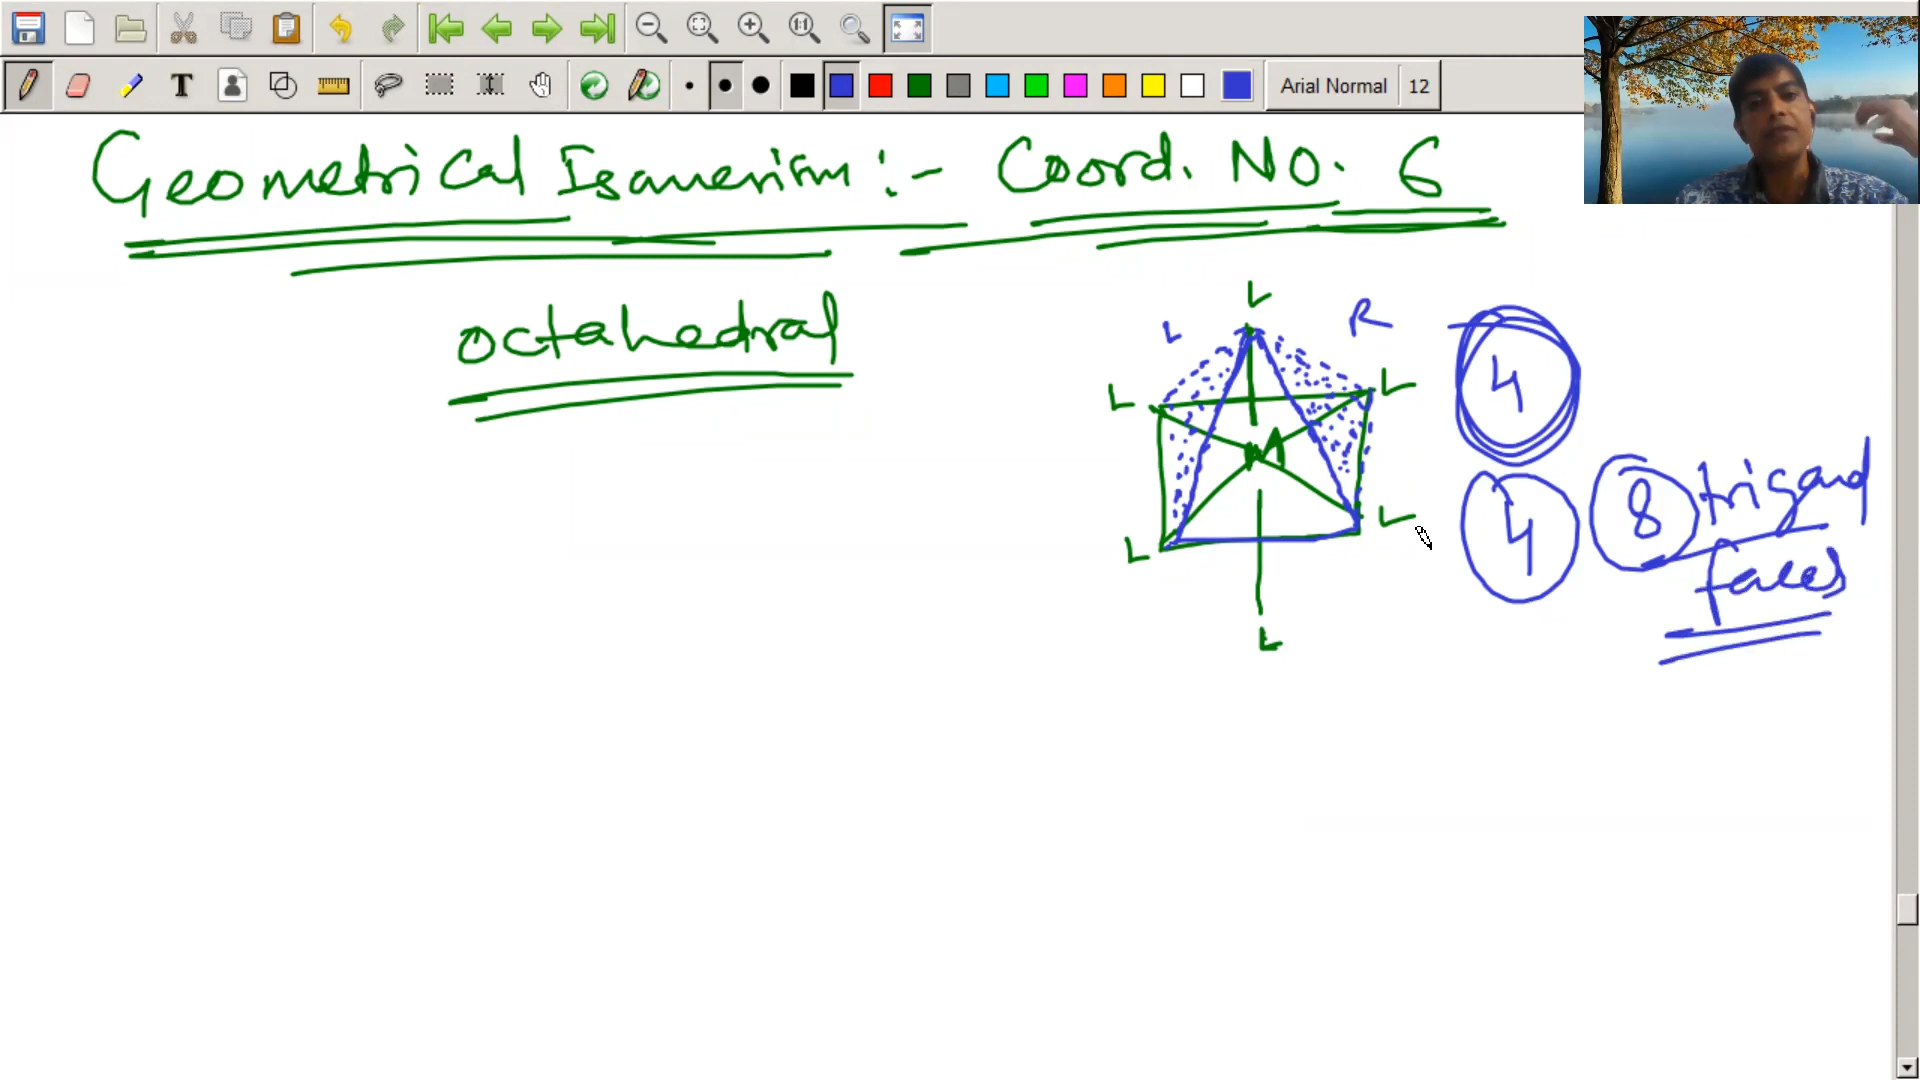 Arial Normal 12
Geometrical Isomerism :- Coord. No. 6
octahedral
L
L R
L L
M
L L
L
4
4 8 trigonal
faces